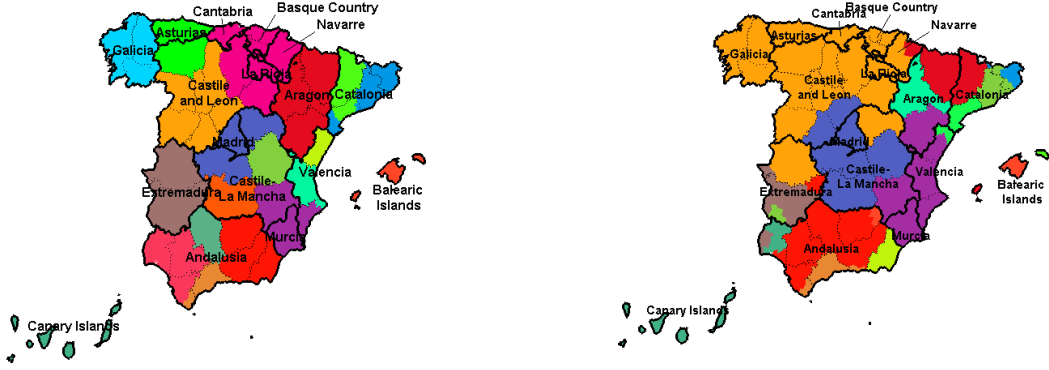 Cantabria
Basque Country
Navarre
Asturias
Galicia
La Rioja
Castile
and Leon
Aragon
Catalonia
Madrid
Valencia
Extremadura
Castile-
La Mancha
Balearic
Islands
Murcia
Andalusia
Canary Islands
Basque Country
Cantabria
Navarre
Asturias
Galicia
La Rioja
Castile
and Leon
Aragon
Catalonia
Madrid
Valencia
Castile-
La Mancha
Extremadura
Balearic
Islands
Murcia
Andalusia
Canary Islands